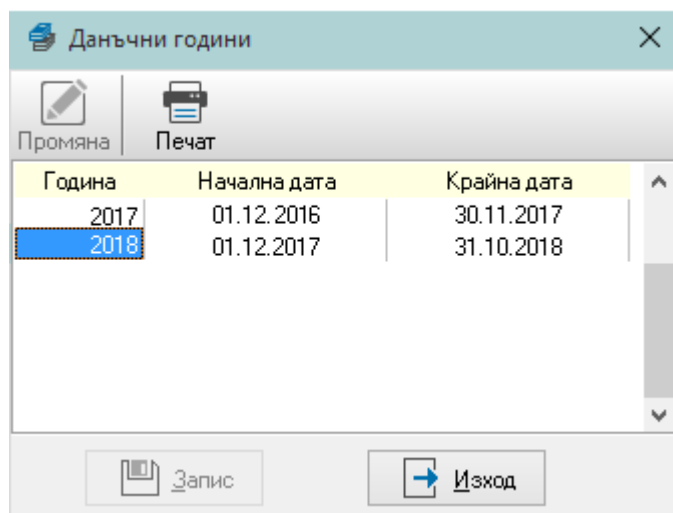 Данъчни години
Промяна Печат
Година Начална дата Крайна дата
2017 01.12.2016 30.11.2017
2018 01.12.2017 31.10.2018
Запис Изход